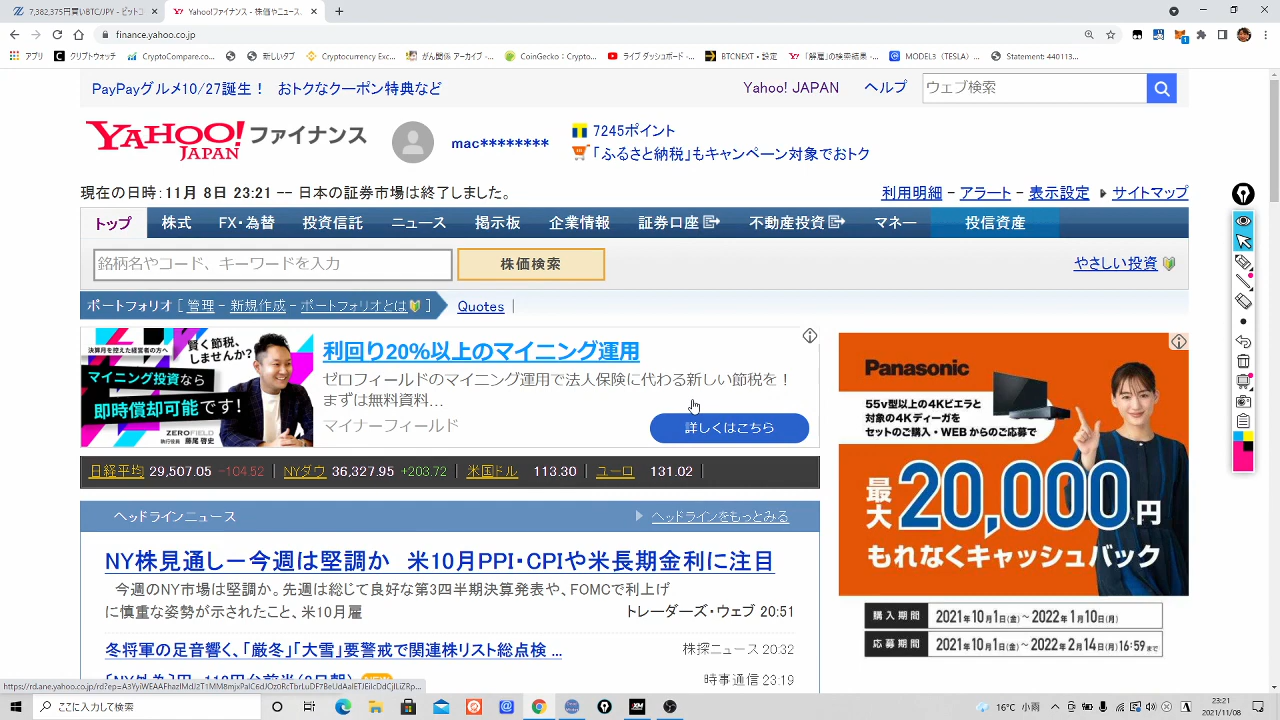 7,382,375円買いBTC/JPY - ビットコ
Yahoo!ファイナンス - 株価やニュース、
finance.yahoo.co.jp
アプリ
クリプトウォッチ
CryptoComparan...
新しいタブ
Cryptocurrency Exc...
がん関係 アーカイブ -...
CoinGecko : Crypto...
ライブ ダッシュボード -...
BTCNEXT • 設定
MODEL3（TESLA）...
Statement: 440113...
PayPayグルメ10/27誕生！ おトクなクーポン特典など
Yahoo! JAPAN
ヘルプ
ウェブ検索
YAHOO! JAPAN ファイナンス
mac********
7245ポイント
「ふるさと納税」もキャンペーン対象でおトク
現在の日時：11月 8日 23:21 -- 日本の証券市場は終了しました。
利用明細 - アラート - 表示設定 サイトマップ
トップ 株式 FX・為替 投資信託 ニュース 掲示板 企業情報 証券口座 不動産投資 マネー 投信資産
銘柄名やコード、キーワードを入力
株価検索
やさしい投資
ポートフォリオ [ 管理 - 新規作成 - ポートフォリオとは ]
Quotes
決算月を控えた経営者の方へ
賢く節税、
しませんか?
マイニング投資なら
即時償却可能です!
ZEROFIELD
執行役員 藤尾 啓史
利回り20%以上のマイニング運用
ゼロフィールドのマイニング運用で法人保険に代わる新しい節税を！
まずは無料資料...
マイナーフィールド
詳しくはこちら
Panasonic
55v型以上の4Kビエラと
対象の4Kディーガを
セットのご購入・WEBからのご応募で
最大20,000円
もれなくキャッシュバック
購入期間 2021年10月1日(金)～2022年1月10日(月)
応募期間 2021年10月1日(金)～2022年2月14日(月)16:59まで
日経平均 29,507.05 -104.52 NYダウ 36,327.95 +203.72 米国ドル 113.30 ユーロ 131.02
ヘッドラインニュース
ヘッドラインをもっとみる
NY株見通しー今週は堅調か 米10月PPI・CPIや米長期金利に注目
今週のNY市場は堅調か。先週は総じて良好な第3四半期決算発表や、FOMCで利上げ
に慎重な姿勢が示されたこと、米10月雇
トレーダーズ・ウェブ 20:51
冬将軍の足音響く、「厳冬」「大雪」要警戒で関連株リスト総点検 ...
株探ニュース 20:32
時事通信 23:19
ここに入力して検索
16℃ 小雨
23:21
2021/11/08